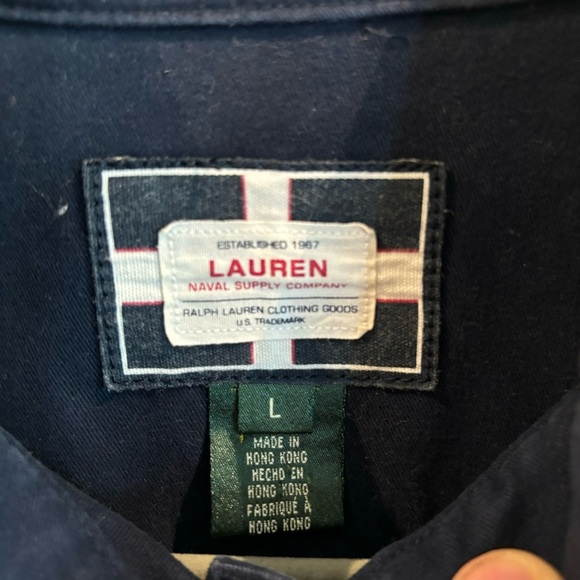 ESTABLISHED 1967
LAUREN
NAVAL SUPPLY COMPANY
RALPH LAUREN CLOTHING GOODS
U.S. TRADEMARK
L
MADE IN
HONG KONG
HECHO EN
HONG KONG
FABRIQUÉ À
HONG KONG